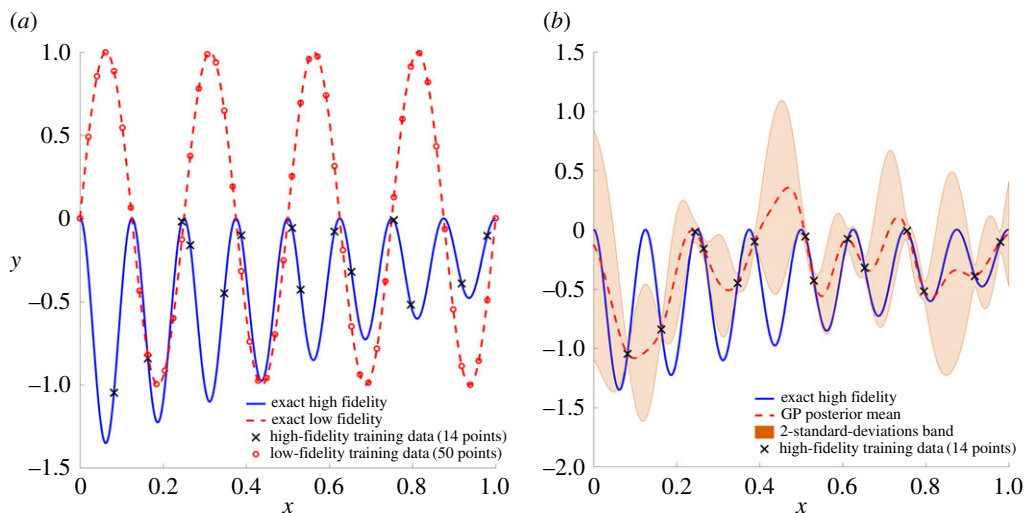 (a)
1.0
0.5
0
−0.5
−1.0
−1.5
y
0
0.2
0.4
0.6
0.8
1.0
x
exact high fidelity
exact low fidelity
high-fidelity training data (14 points)
low-fidelity training data (50 points)
(b)
1.5
1.0
0.5
0
−0.5
−1.0
−1.5
−2.0
0
0.2
0.4
0.6
0.8
1.0
x
exact high fidelity
GP posterior mean
2-standard-deviations band
high-fidelity training data (14 points)